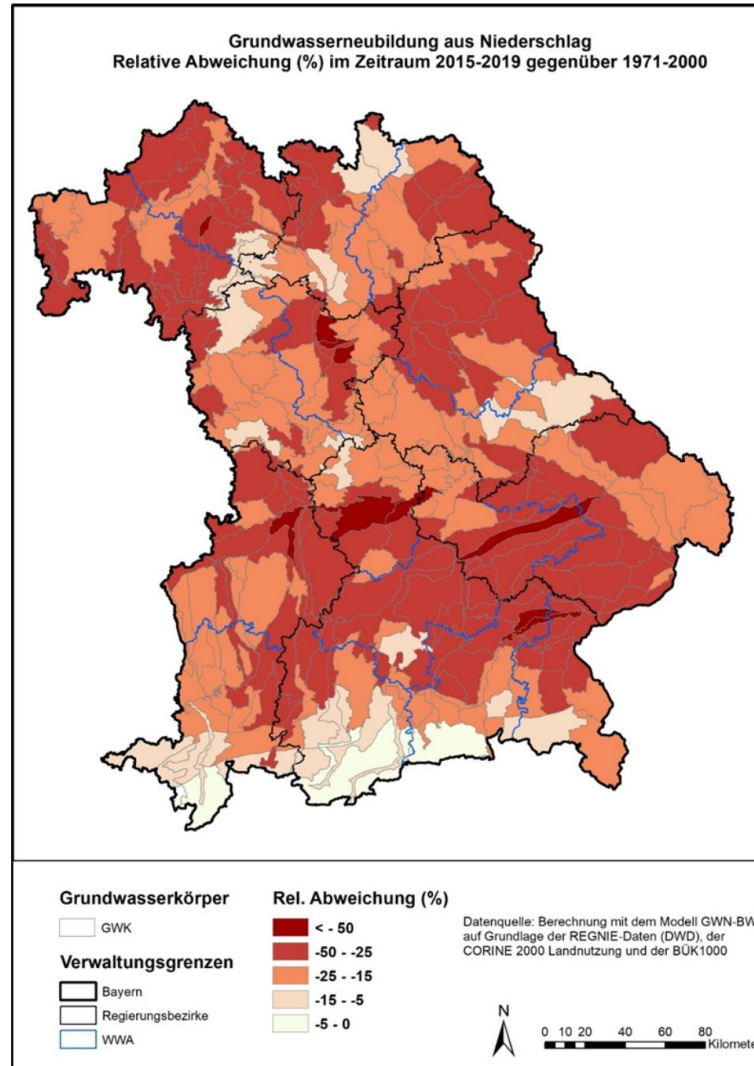 Grundwasserneubildung aus Niederschlag
Relative Abweichung (%) im Zeitraum 2015-2019 gegenüber 1971-2000
Grundwasserkörper
GWK
Verwaltungsgrenzen
Bayern
Regierungsbezirke
WWA
Rel. Abweichung (%)
< - 50
-50 - -25
-25 - -15
-15 - -5
-5 - 0
Datenquelle: Berechnung mit dem Modell GWN-BW
auf Grundlage der REGNIE-Daten (DWD), der
CORINE 2000 Landnutzung und der BÜK1000
N
0 10 20 40 60 80
Kilomete